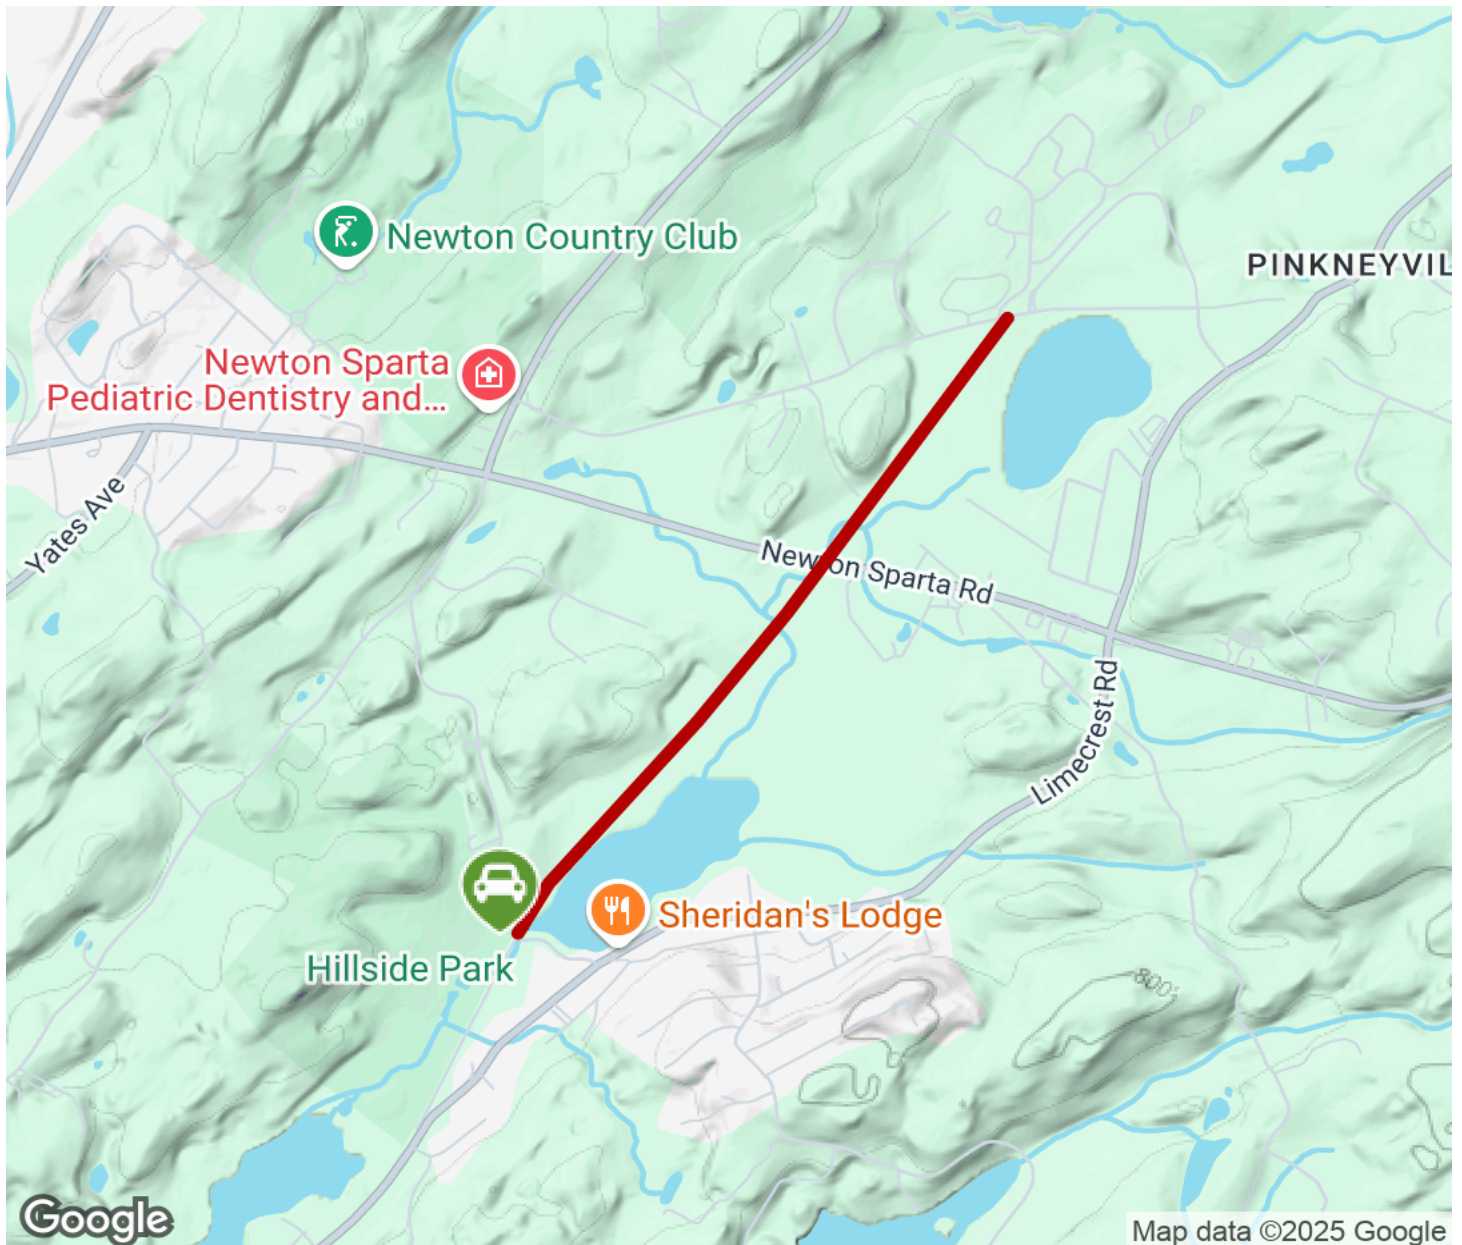 Newton Country Club
PINKNEYVIL
Newton Sparta
Pediatric Dentistry and...
Yates Ave
Newton Sparta Rd
Limecrest Rd
Sheridan's Lodge
Hillside Park
800'
Google
Map data ©2025 Google